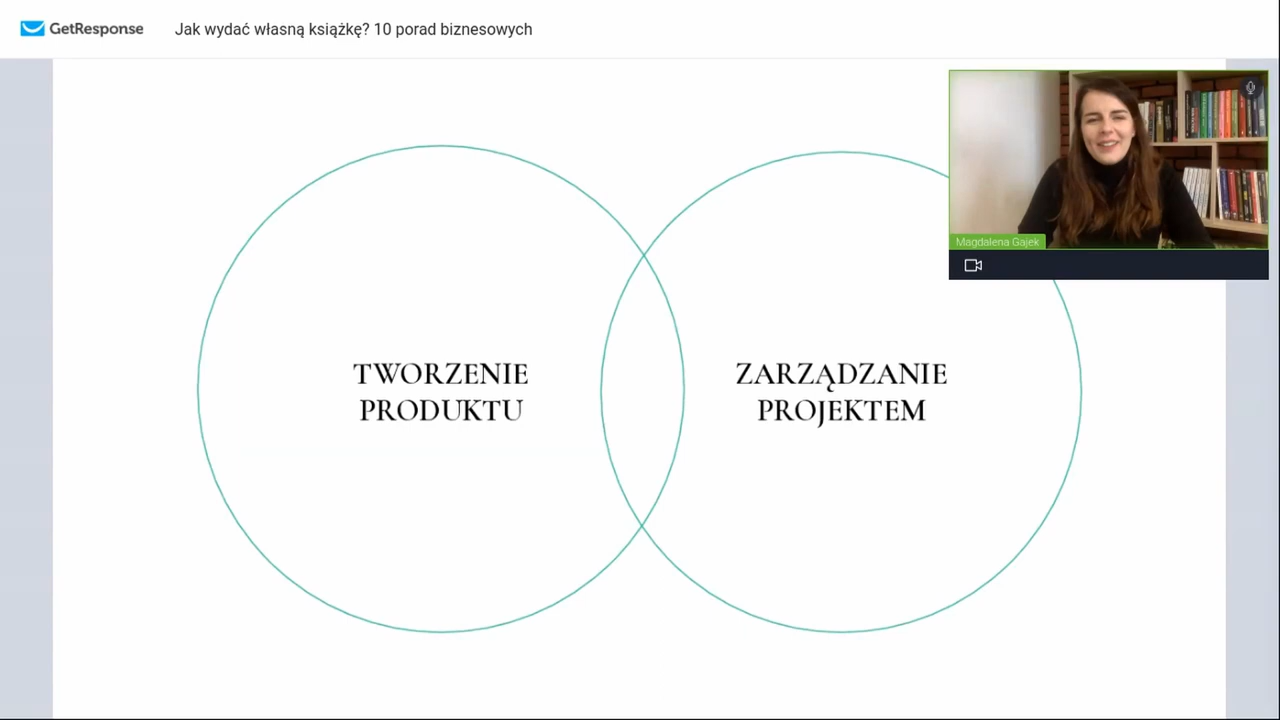 GetResponse
Jak wydać własną książkę? 10 porad biznesowych
Magdalena Gajek
TWORZENIE
PRODUKTU
ZARZĄDZANIE
PROJEKTEM